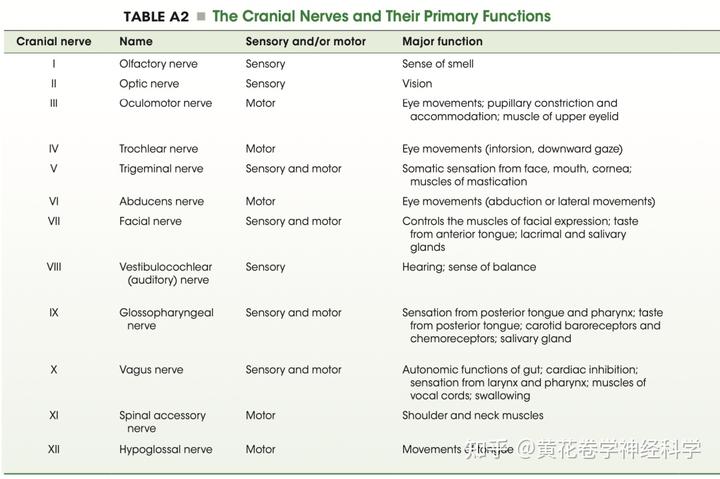 TABLE A2 ■ The Cranial Nerves and Their Primary Functions
Cranial nerve Name Sensory and/or motor Major function
I Olfactory nerve Sensory Sense of smell
II Optic nerve Sensory Vision
III Oculomotor nerve Motor Eye movements; pupillary constriction and
accommodation; muscle of upper eyelid
IV Trochlear nerve Motor Eye movements (intorsion, downward gaze)
V Trigeminal nerve Sensory and motor Somatic sensation from face, mouth, cornea;
muscles of mastication
VI Abducens nerve Motor Eye movements (abduction or lateral movements)
VII Facial nerve Sensory and motor Controls the muscles of facial expression; taste
from anterior tongue; lacrimal and salivary
glands
VIII Vestibulocochlear Sensory Hearing; sense of balance
(auditory) nerve
IX Glossopharyngeal Sensory and motor Sensation from posterior tongue and pharynx; taste
nerve from posterior tongue; carotid baroreceptors and
chemoreceptors; salivary gland
X Vagus nerve Sensory and motor Autonomic functions of gut; cardiac inhibition;
sensation from larynx and pharynx; muscles of
vocal cords; swallowing
XI Spinal accessory Motor Shoulder and neck muscles
nerve
XII Hypoglossal nerve Motor Movements of tongue
知乎 @黄花卷学神经科学